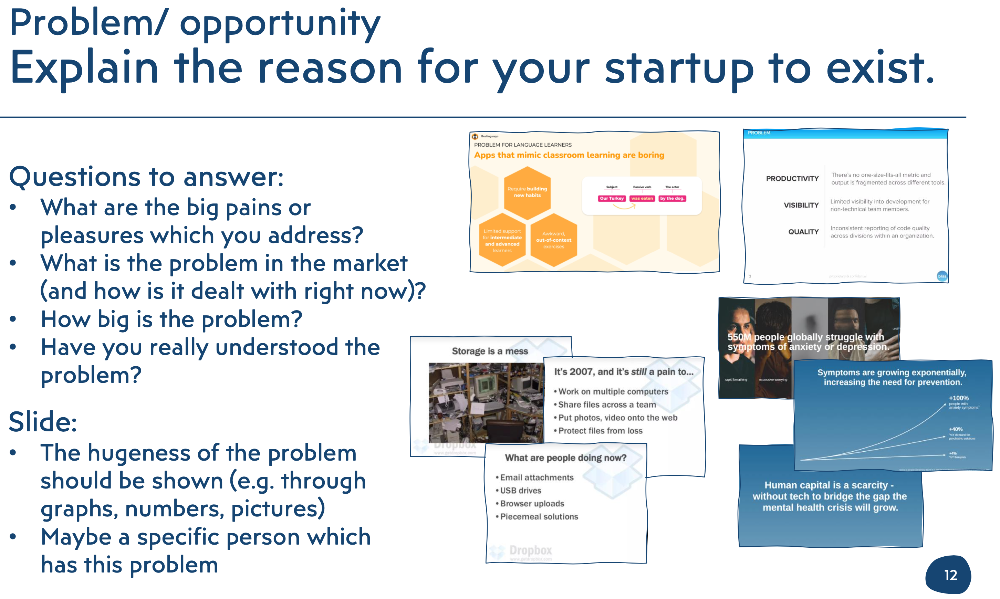 Problem/ opportunity
Explain the reason for your startup to exist.
Questions to answer:
• What are the big pains or
pleasures which you address?
• What is the problem in the market
(and how is it dealt with right now)?
• How big is the problem?
• Have you really understood the
problem?
Slide:
• The hugeness of the problem
should be shown (e.g. through
graphs, numbers, pictures)
• Maybe a specific person which
has this problem
Beelinguapp
PROBLEM FOR LANGUAGE LEARNERS
Apps that mimic classroom learning are boring
Require building
new habits
Limited support
for intermediate
and advanced
learners
Awkward,
out-of-context
exercises
Subject
Passive verb
The actor
Our Turkey
was eaten
by the dog.
PROBLEM
PRODUCTIVITY
There's no one-size-fits-all metric and
output is fragmented across different tools.
VISIBILITY
Limited visibility into development for
non-technical team members.
QUALITY
Inconsistent reporting of code quality
across divisions within an organization.
3
proprietary & confidential
bliss
Storage is a mess
Dropbox
www.getdropbox.com
It's 2007, and it's still a pain to...
• Work on multiple computers
• Share files across a team
• Put photos, video onto the web
• Protect files from loss
What are people doing now?
• Email attachments
• USB drives
• Browser uploads
• Piecemeal solutions
Dropbox
www.getdropbox.com
550M people globally struggle with
symptoms of anxiety or depression.
rapid breathing
excessive worrying
Symptoms are growing exponentially,
increasing the need for prevention.
+100%
people with
anxiety symptoms¹
+40%
YoY demand for
psychiatric solutions
+4%
YoY therapists
Human capital is a scarcity -
without tech to bridge the gap the
mental health crisis will grow.
12